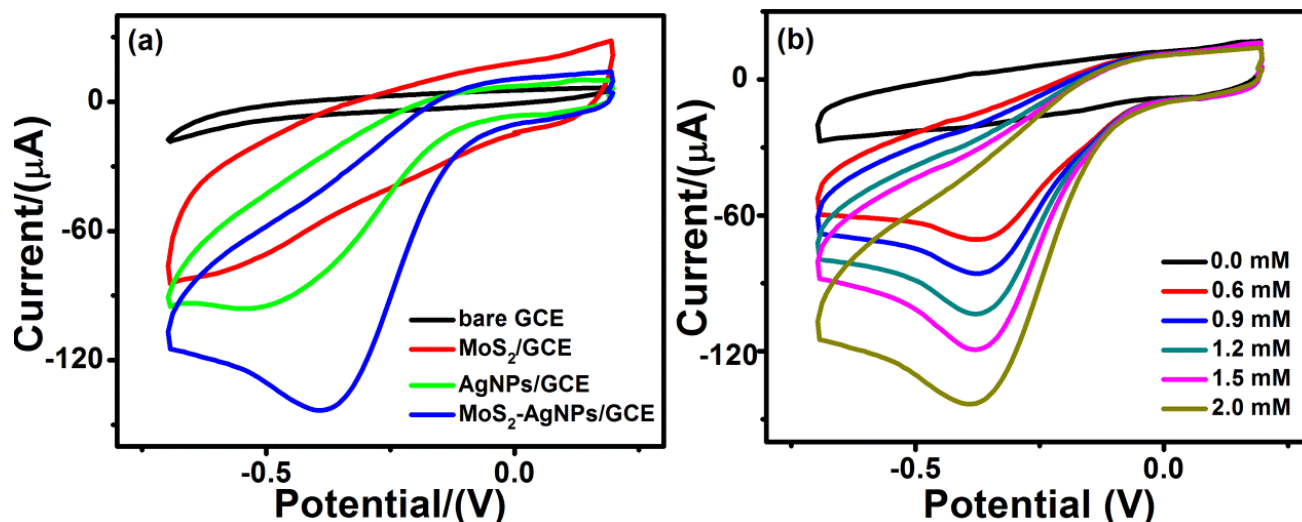 (a)
0
-60
-120
Current/(μA)
bare GCE
MoS2/GCE
AgNPs/GCE
MoS2-AgNPs/GCE
-0.5
0.0
Potential/(V)
(b)
0
-60
-120
Current/(μA)
0.0 mM
0.6 mM
0.9 mM
1.2 mM
1.5 mM
2.0 mM
-0.5
0.0
Potential (V)